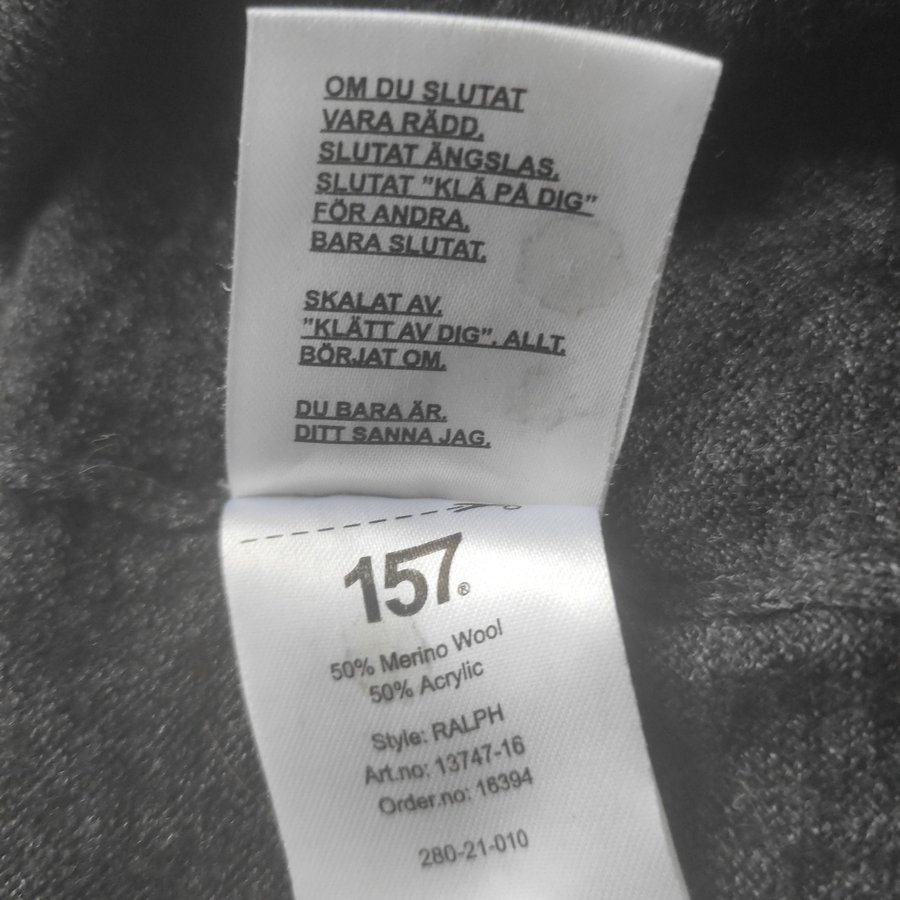 OM DU SLUTAT
VARA RÄDD.
SLUTAT ÄNGSLAS.
SLUTAT ”KLÄ PÅ DIG”
FÖR ANDRA.
BARA SLUTAT.
SKALAT AV.
”KLÄTT AV DIG”. ALLT.
BÖRJAT OM.
DU BARA ÄR.
DITT SANNA JAG.
157®
50% Merino Wool
50% Acrylic
Style: RALPH
Art.no: 13747-16
Order.no: 16394
280-21-010